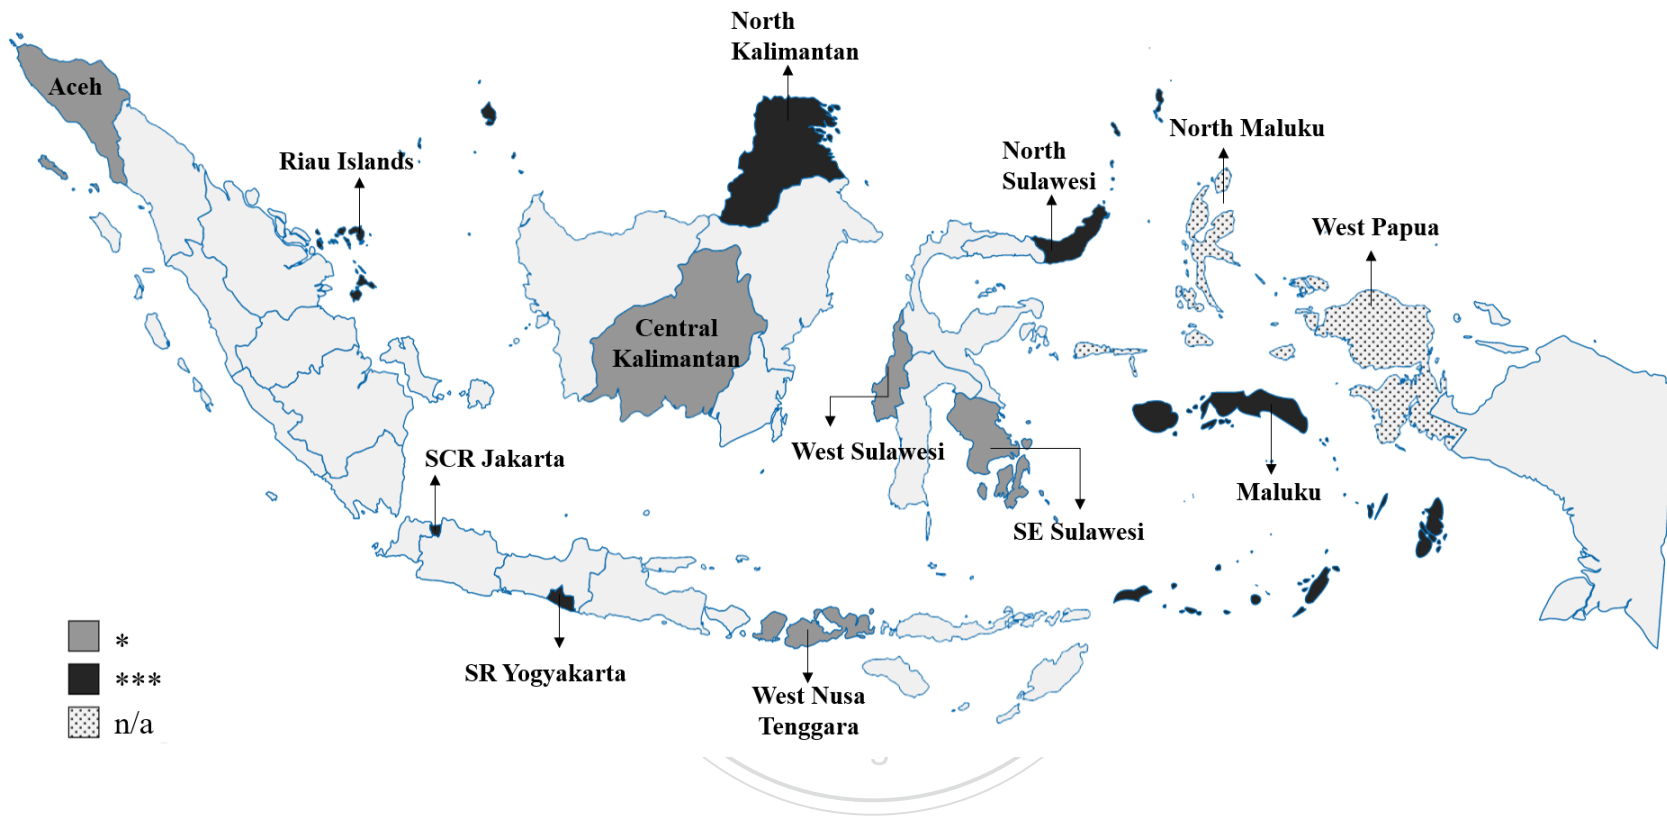 North
Kalimantan
Aceh
North Maluku
Riau Islands
North
Sulawesi
West Papua
Central
Kalimantan
West Sulawesi
SCR Jakarta
Maluku
SE Sulawesi
*
SR Yogyakarta
***
West Nusa
Tenggara
n/a